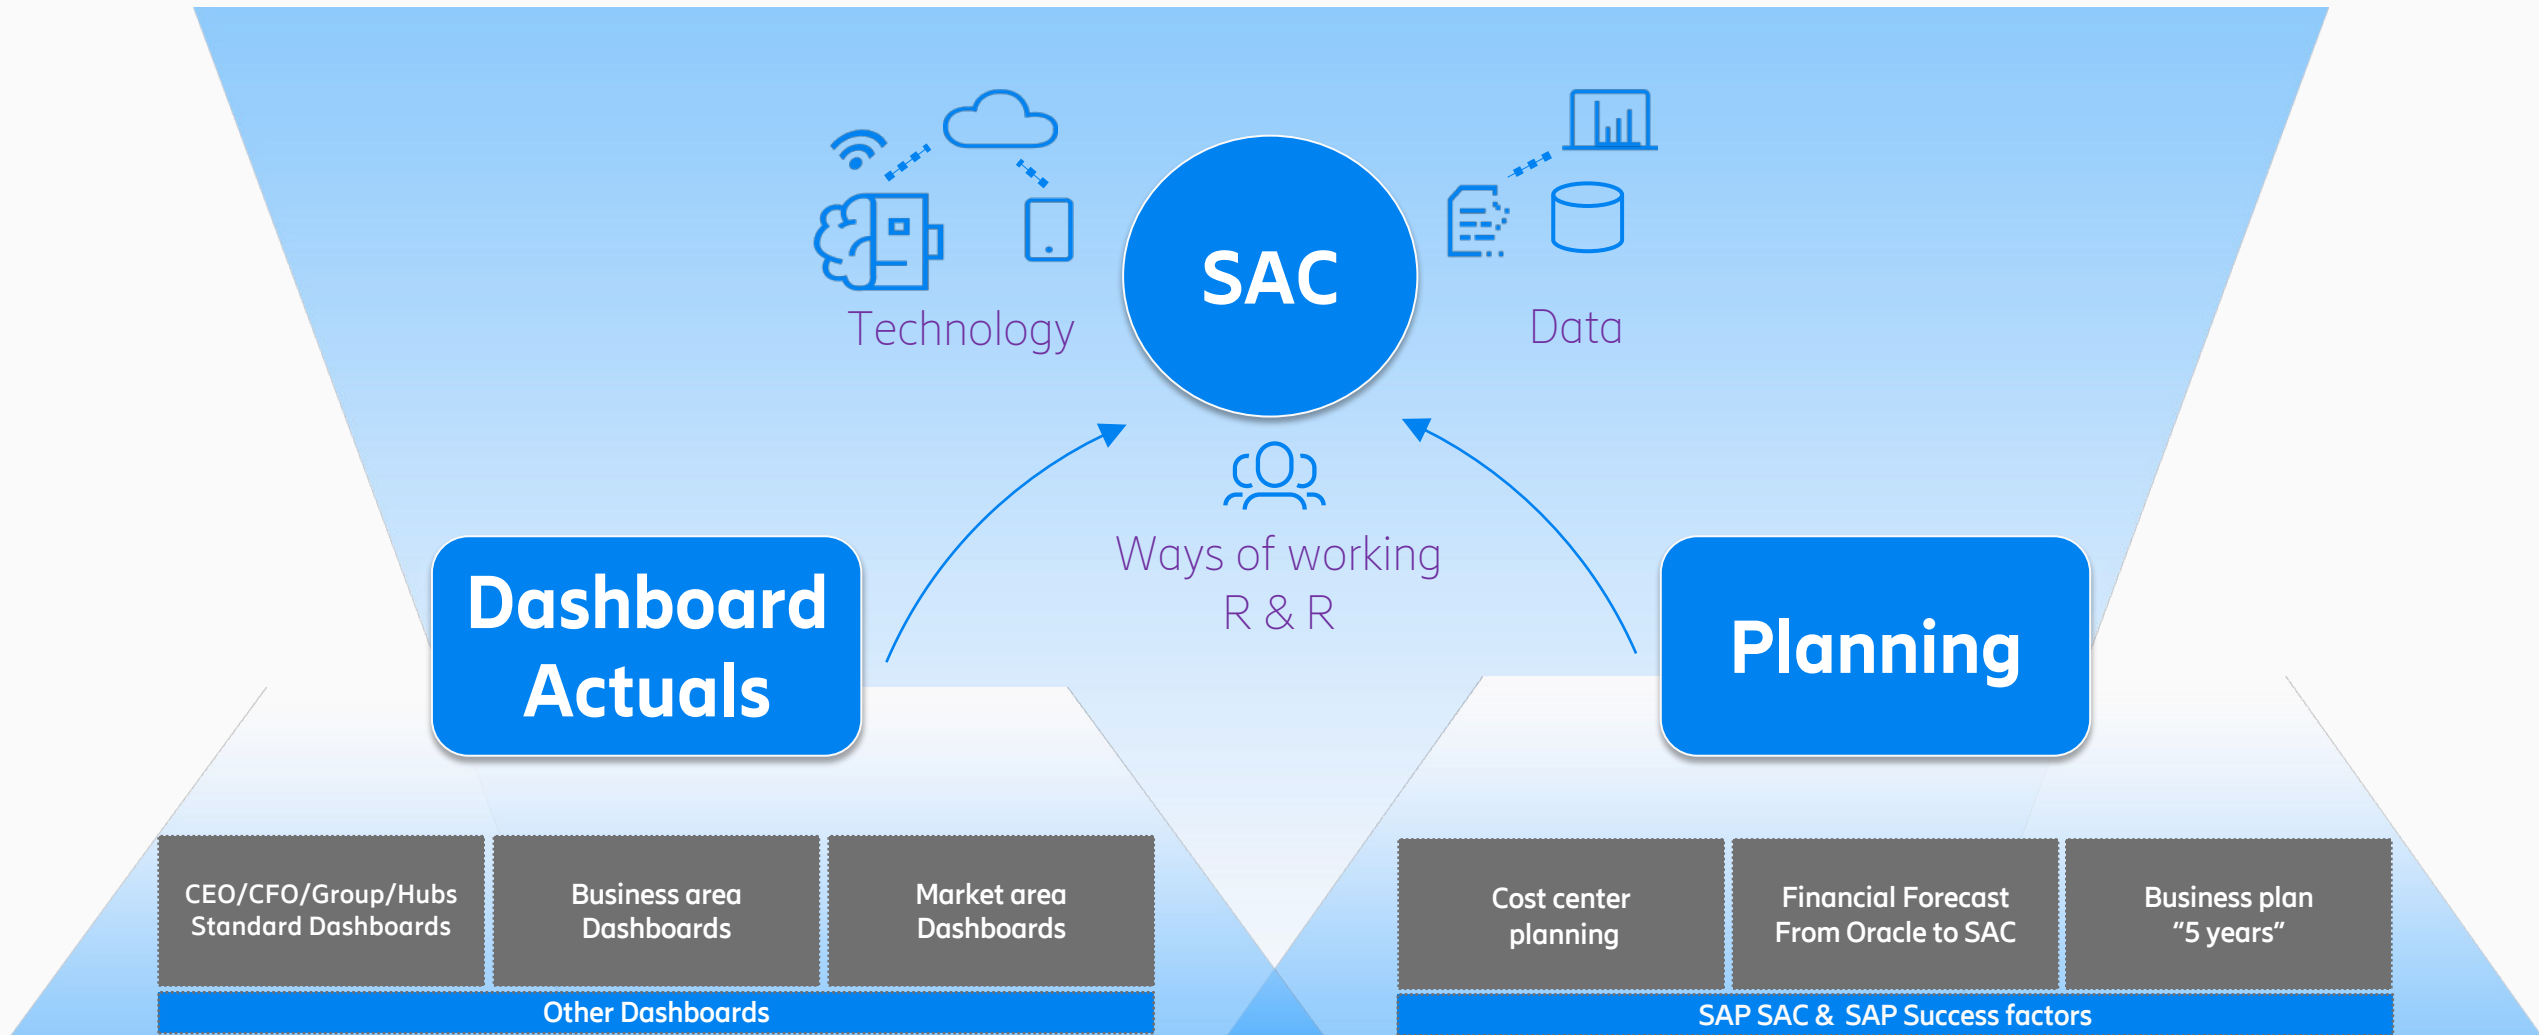 SAC
Technology
Data
Ways of working
R & R
Dashboard
Actuals
Planning
CEO/CFO/Group/Hubs
Standard Dashboards
Business area
Dashboards
Market area
Dashboards
Other Dashboards
Cost center
planning
Financial Forecast
From Oracle to SAC
Business plan
”5 years”
SAP SAC & SAP Success factors